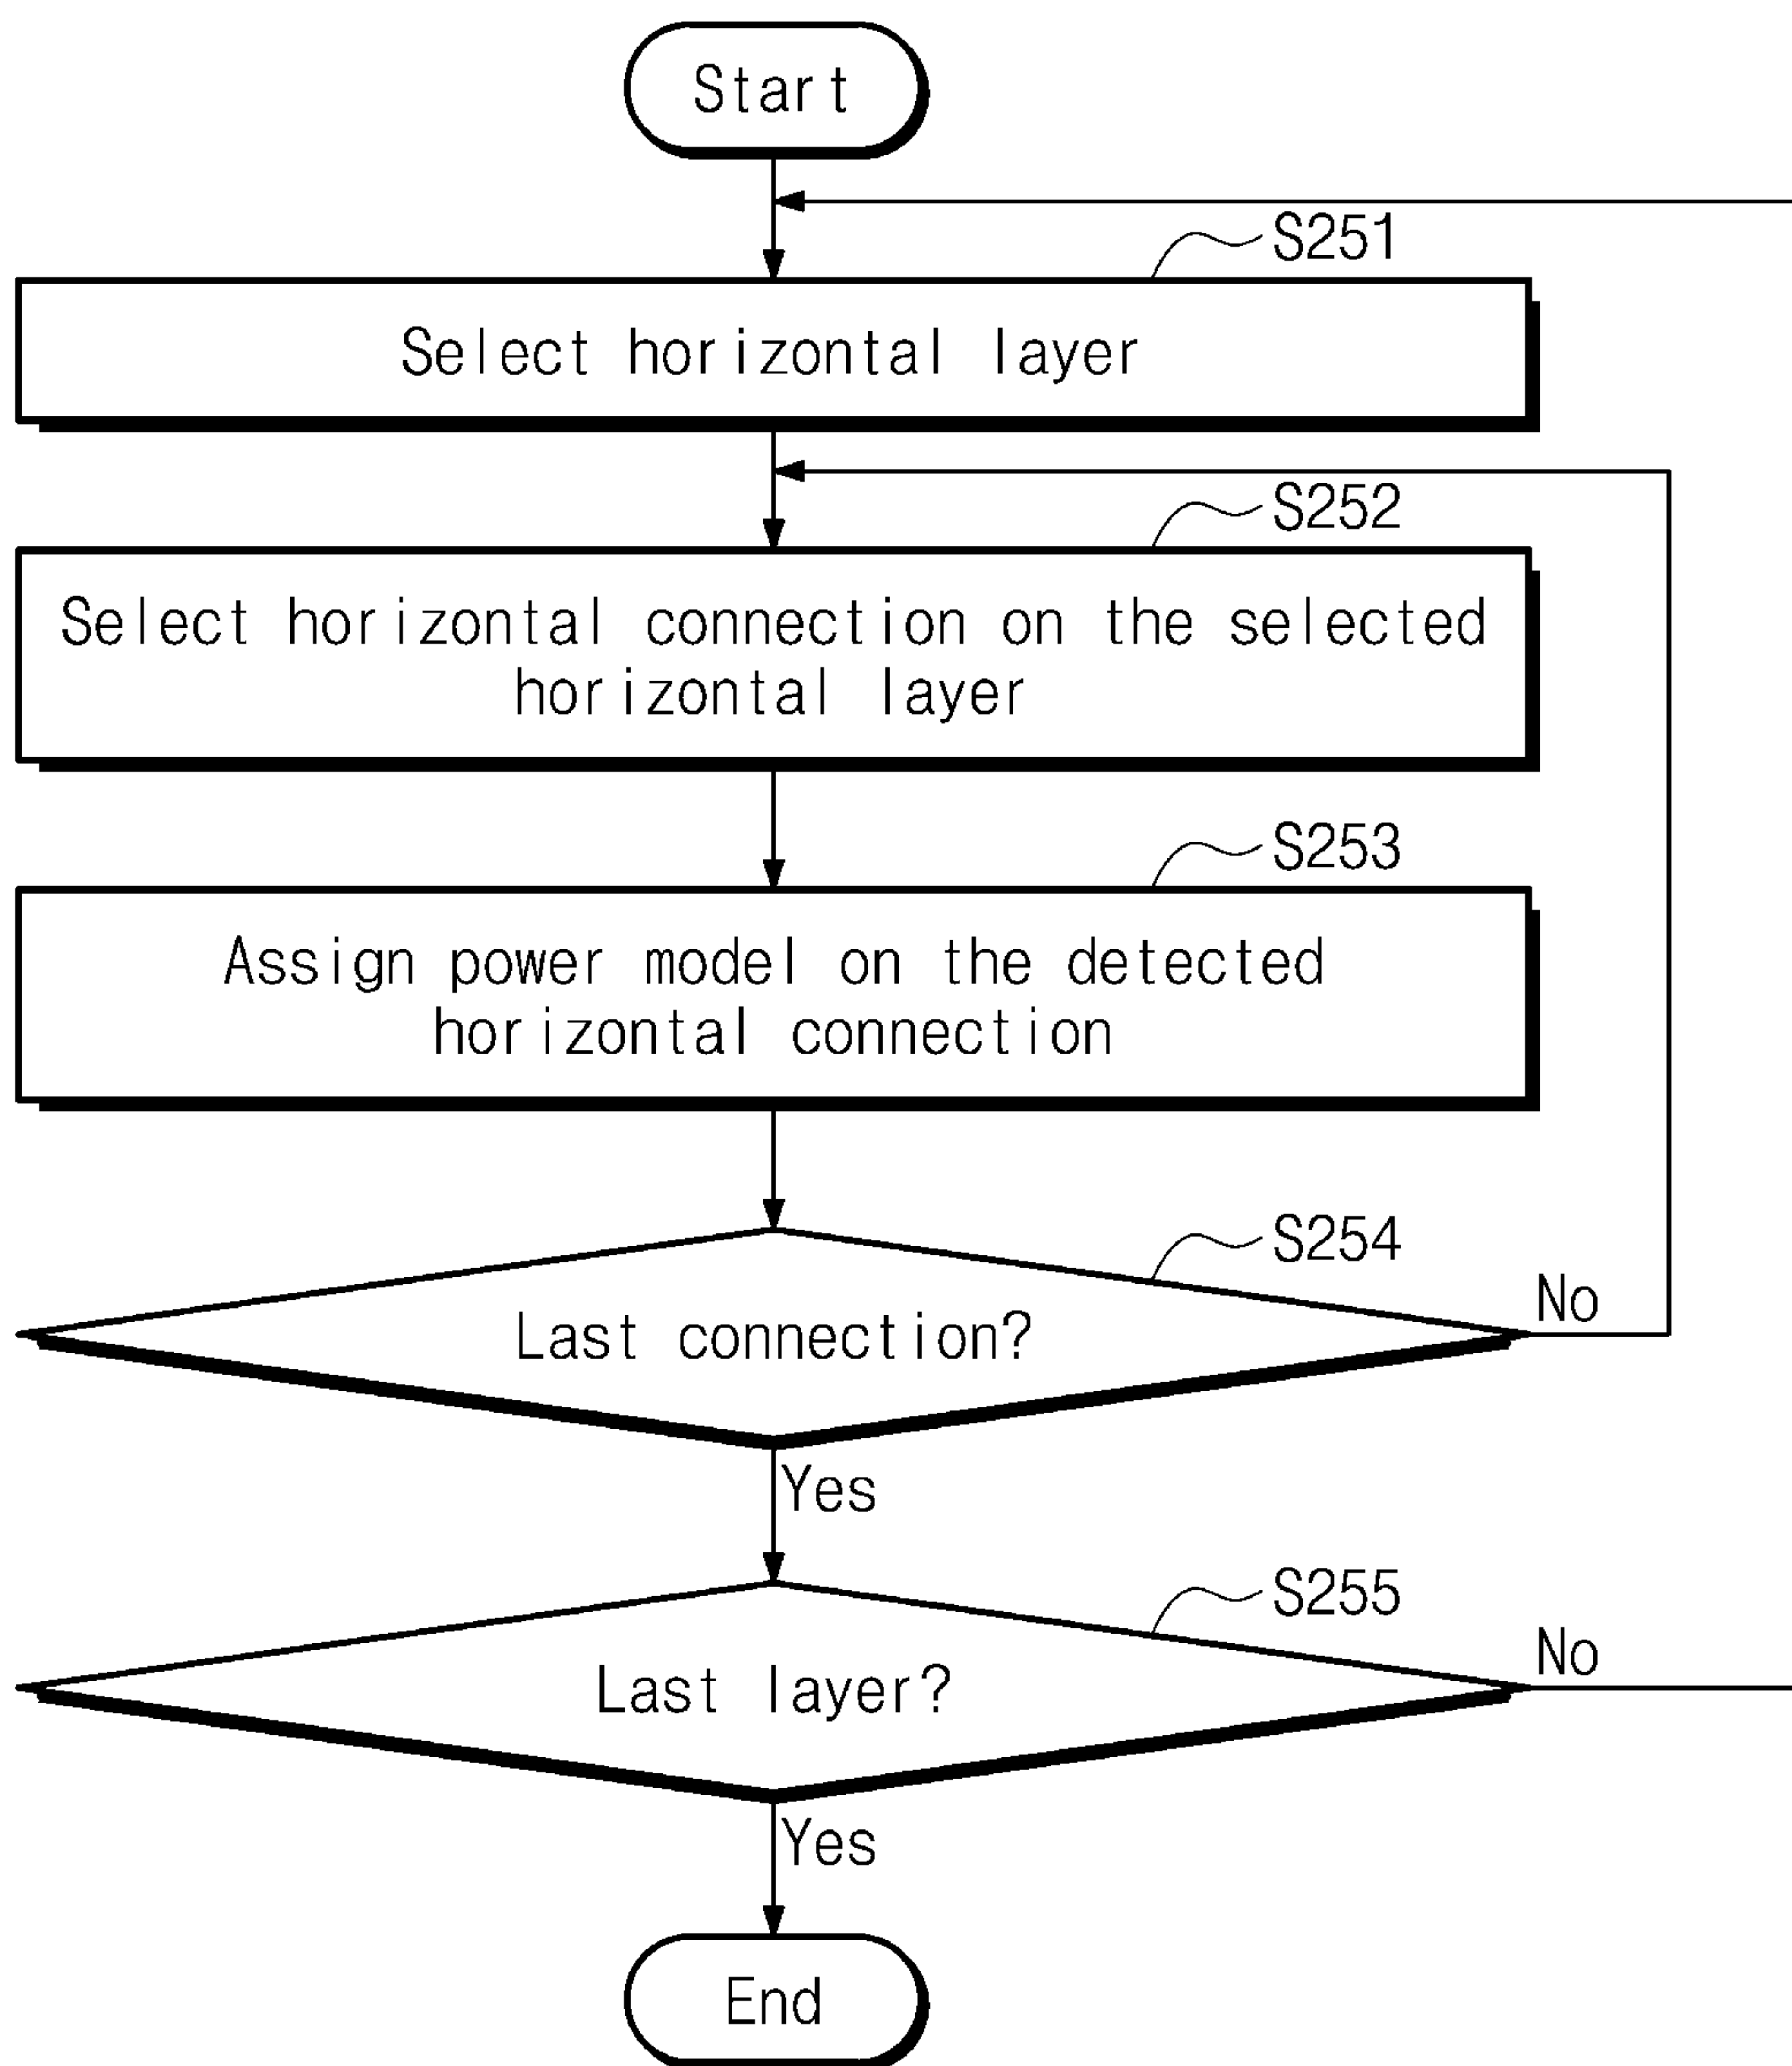 Start
S251
Select horizontal layer
S252
Select horizontal connection on the selected
horizontal layer
S253
Assign power model on the detected
horizontal connection
S254
Last connection?
No
Yes
S255
Last layer?
No
Yes
End